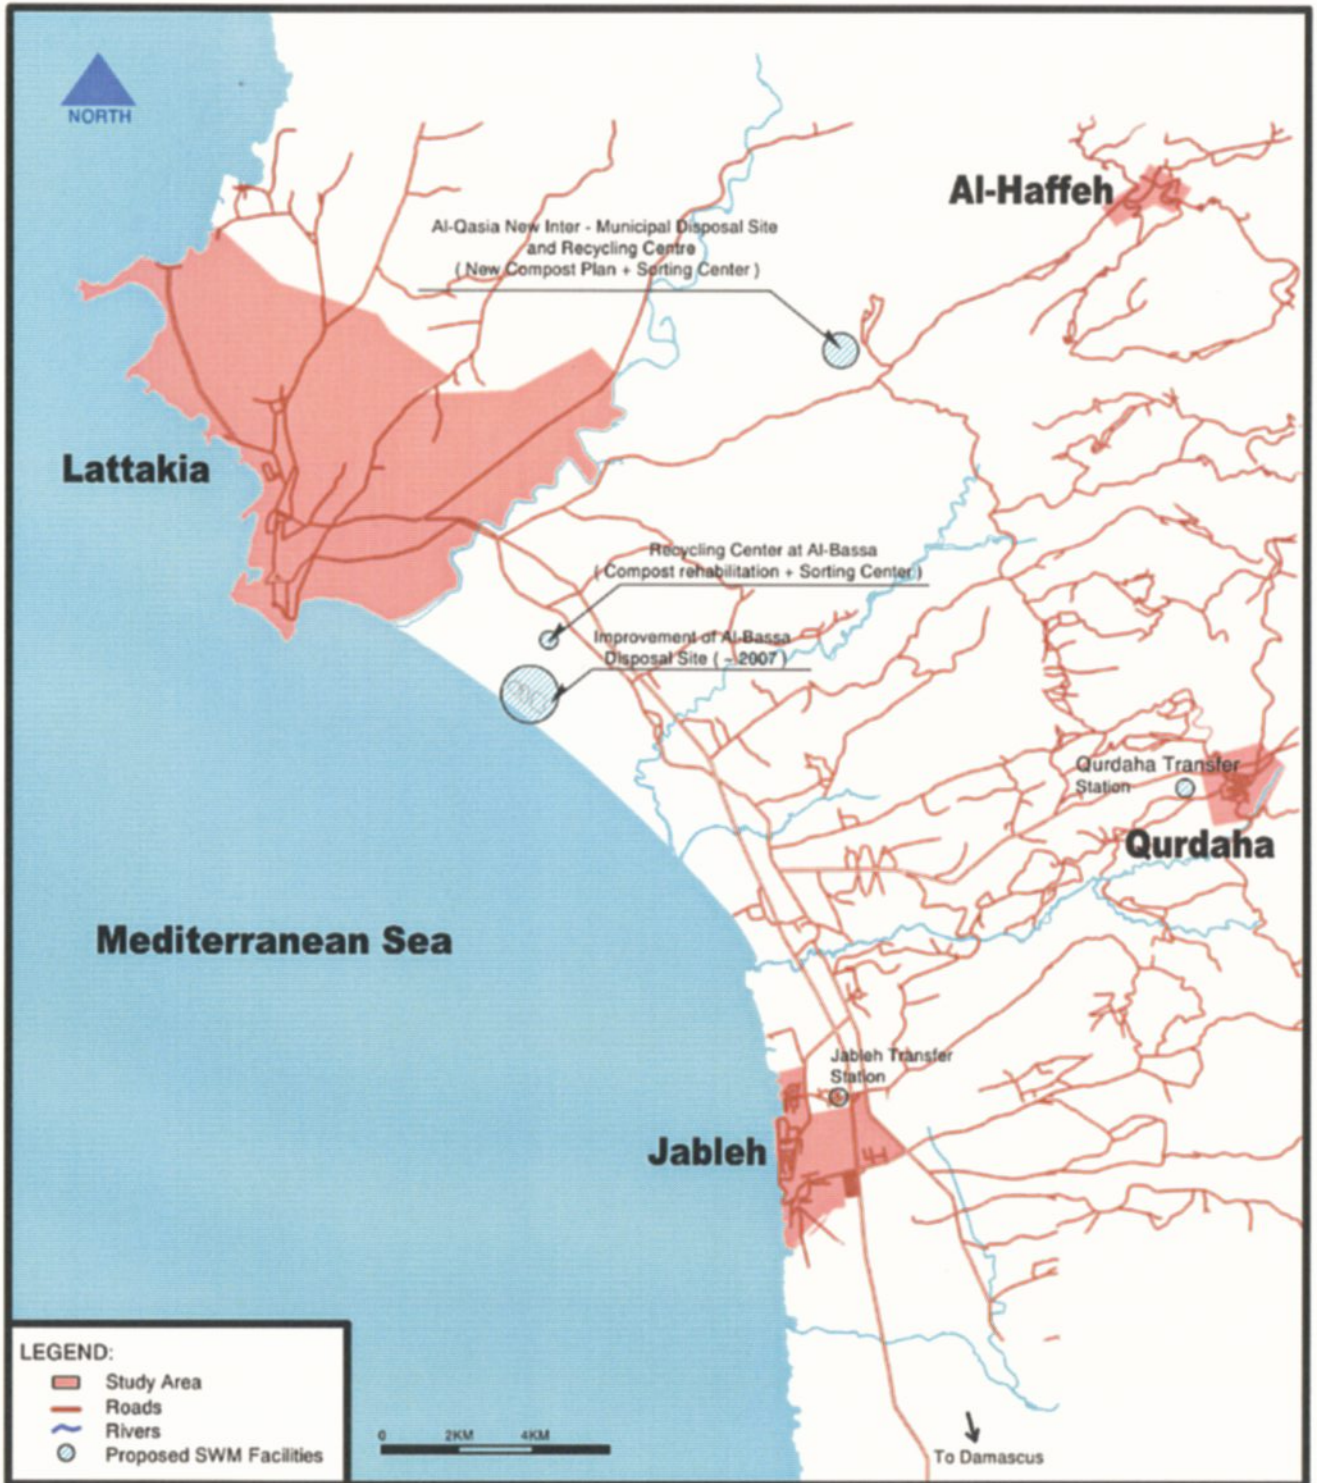 NORTH
Al-Haffeh
Al-Qasia New Inter - Municipal Disposal Site
and Recycling Centre
( New Compost Plan + Sorting Center )
Lattakia
Recycling Center at Al-Bassa
( Compost rehabilitation + Sorting Center )
Improvement of Al-Bassa
Disposal Site ( ~ 2007 )
Qurdaha Transfer
Station
Qurdaha
Mediterranean Sea
Jableh Transfer
Station
Jableh
LEGEND:
Study Area
Roads
Rivers
Proposed SWM Facilities
0 2KM 4KM
To Damascus